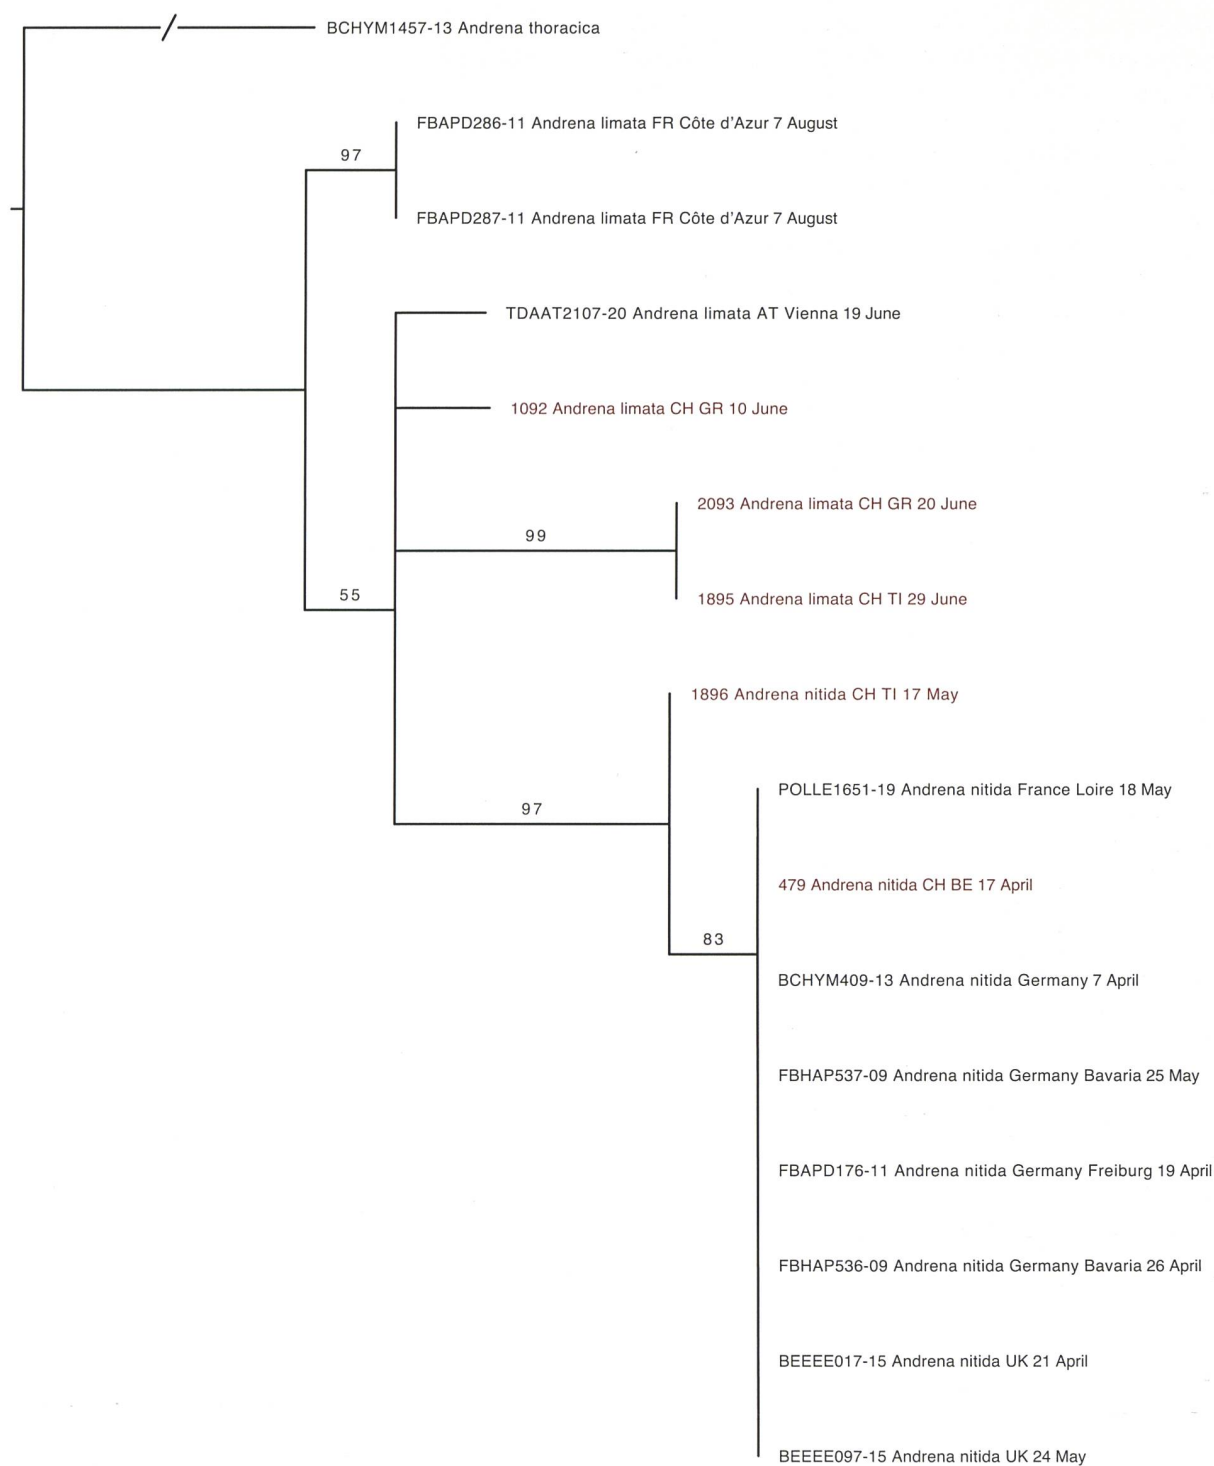 BCHYM1457-13 Andrena thoracica
FBAPD286-11 Andrena limata FR Côte d'Azur 7 August
97
FBAPD287-11 Andrena limata FR Côte d'Azur 7 August
TDAAT2107-20 Andrena limata AT Vienna 19 June
1092 Andrena limata CH GR 10 June
2093 Andrena limata CH GR 20 June
99
1895 Andrena limata CH TI 29 June
55
1896 Andrena nitida CH TI 17 May
POLLE1651-19 Andrena nitida France Loire 18 May
97
479 Andrena nitida CH BE 17 April
83
BCHYM409-13 Andrena nitida Germany 7 April
FBHAP537-09 Andrena nitida Germany Bavaria 25 May
FBAPD176-11 Andrena nitida Germany Freiburg 19 April
FBHAP536-09 Andrena nitida Germany Bavaria 26 April
BEEEE017-15 Andrena nitida UK 21 April
BEEEE097-15 Andrena nitida UK 24 May